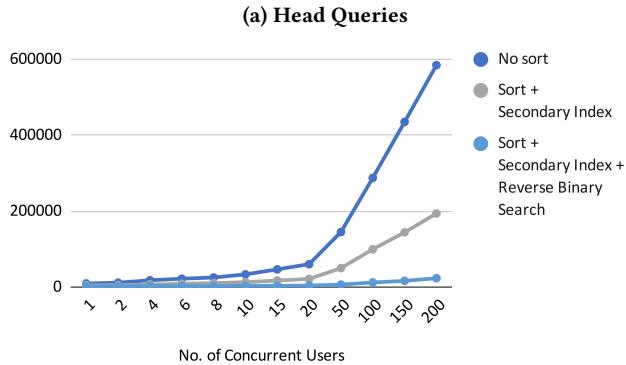 (a) Head Queries
600000
400000
200000
0
1 2 4 6 8 10 15 20 50 100 150 200
No. of Concurrent Users
No sort
Sort +
Secondary Index
Sort +
Secondary Index +
Reverse Binary
Search